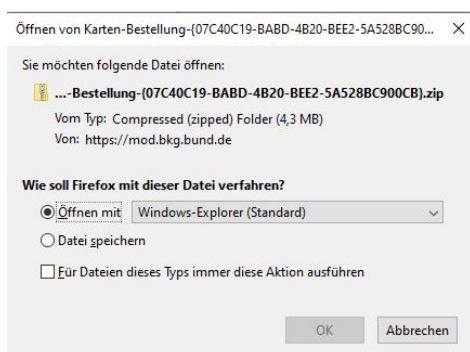 Öffnen von Karten-Bestellung-{07C40C19-BABD-4B20-BEE2-5A528BC90...
Sie möchten folgende Datei öffnen:
...-Bestellung-{07C40C19-BABD-4B20-BEE2-5A528BC900CB}.zip
Vom Typ: Compressed (zipped) Folder (4,3 MB)
Von: https://mod.bkg.bund.de
Wie soll Firefox mit dieser Datei verfahren?
Öffnen mit Windows-Explorer (Standard)
Datei speichern
Für Dateien dieses Typs immer diese Aktion ausführen
OK Abbrechen